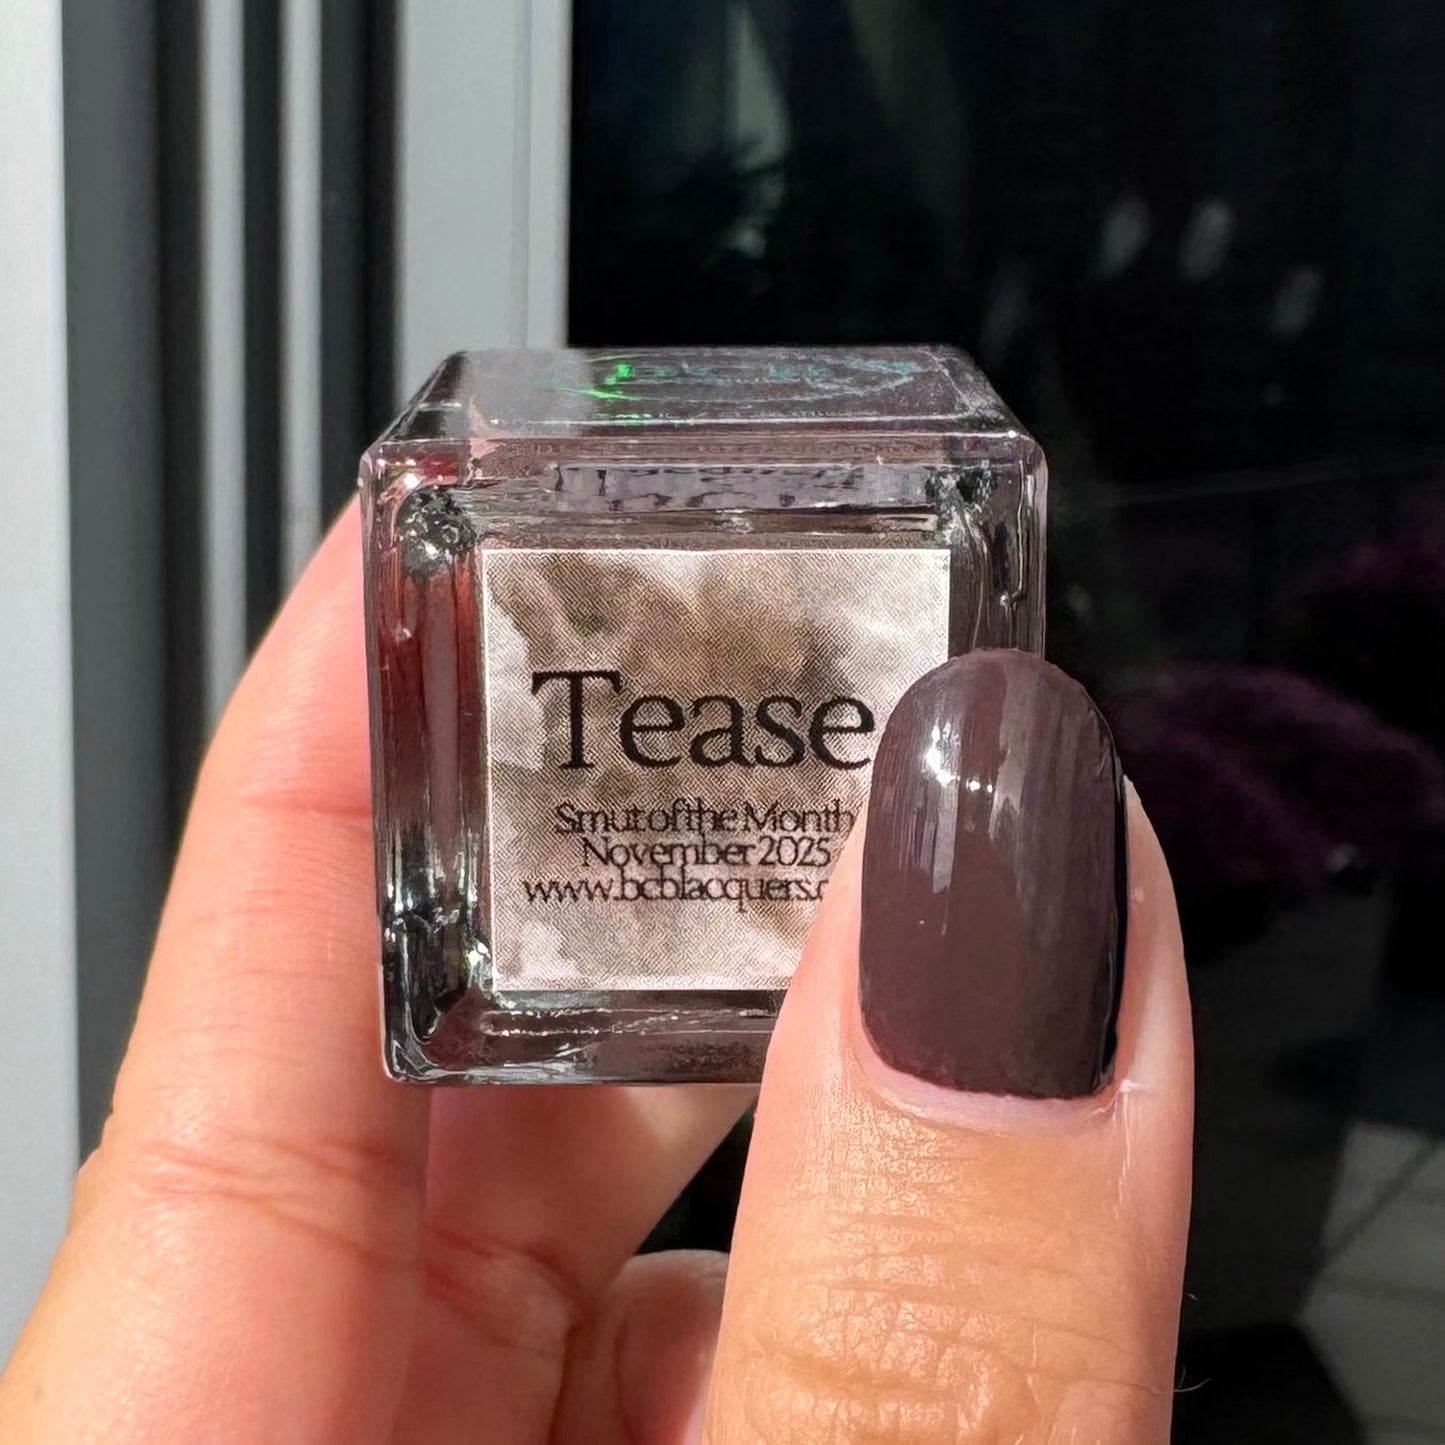 Tease
Smut of the Month
November 2025
www.bcblacquers.c